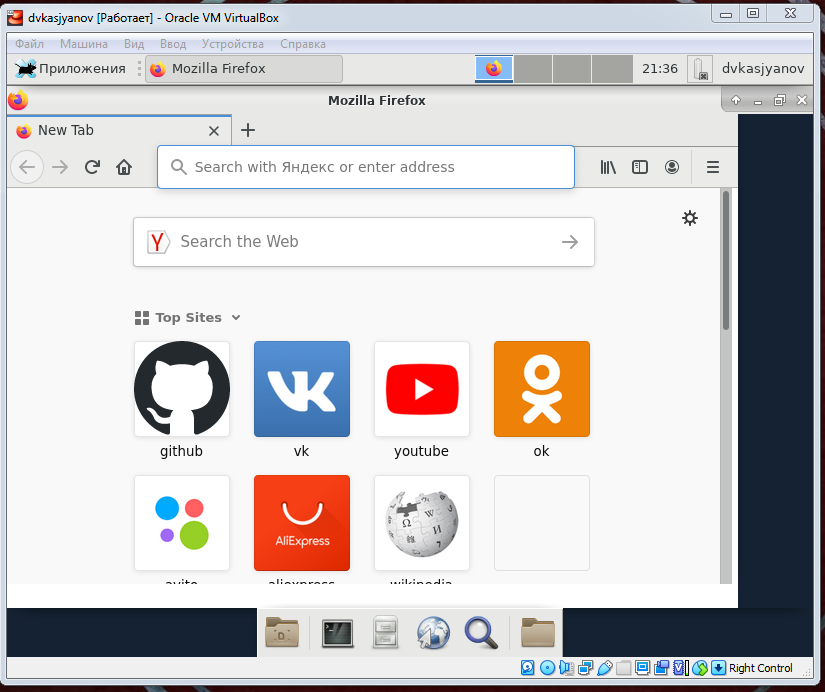 dvkasjyanov [Работает] - Oracle VM VirtualBox
Файл Машина Вид Ввод Устройства Справка
Приложения Mozilla Firefox 21:36 dvkasjyanov
Mozilla Firefox
New Tab
Search with Яндекс or enter address
Y Search the Web
Top Sites
github vk youtube ok
AliExpress
avito aliexpress wikipedia
Right Control